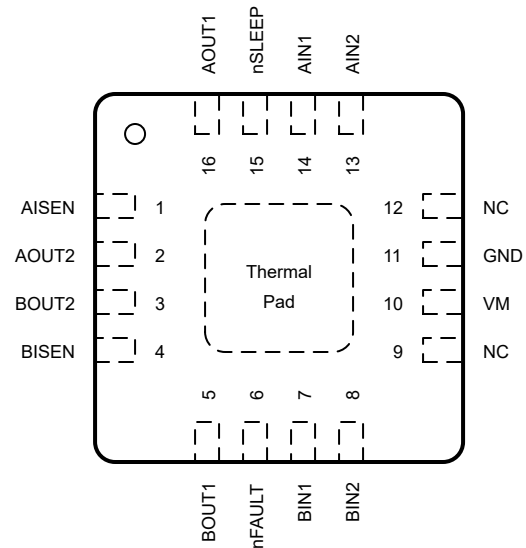 AOUT1
nSLEEP
AIN1
AIN2
16
15
14
13
AISEN 1
AOUT2 2
BOUT2 3
BISEN 4
Thermal
Pad
12 NC
11 GND
10 VM
9 NC
5
6
7
8
BOUT1
nFAULT
BIN1
BIN2